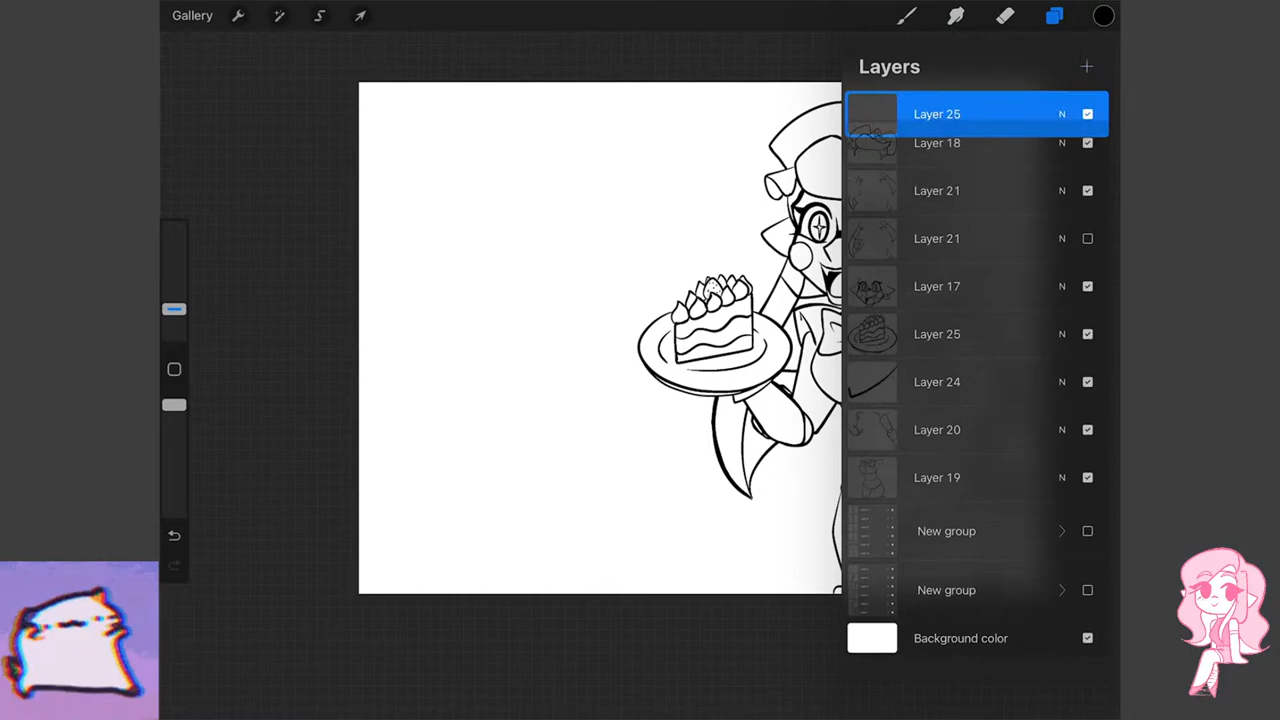 Gallery
Layers
Layer 25 N
Layer 18 N
Layer 21 N
Layer 21 N
Layer 17 N
Layer 25 N
Layer 24 N
Layer 20 N
Layer 19 N
New group
New group
Background color